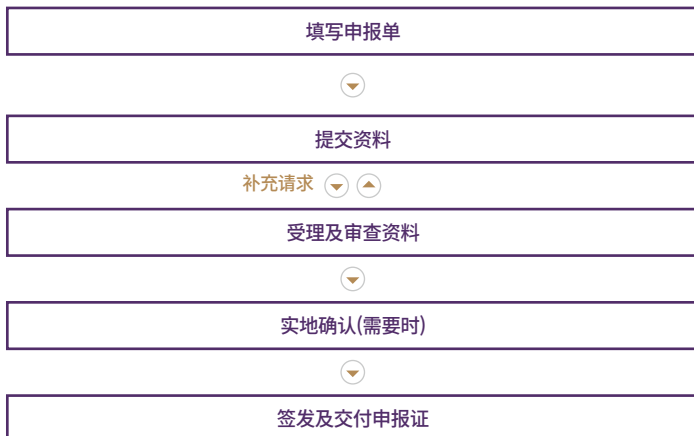 填写申报单
提交资料
补充请求
受理及审查资料
实地确认(需要时)
签发及交付申报证